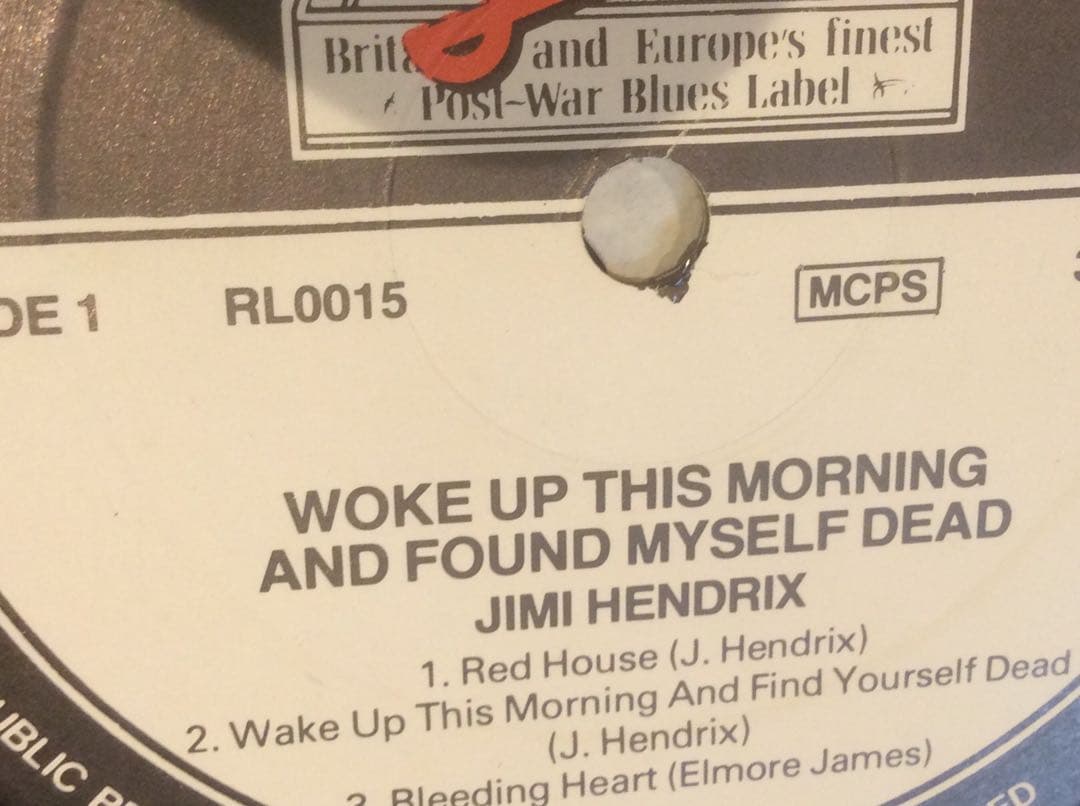 and Europe's finest
Post-War Blues Label
DE 1 RL0015 MCPS
WOKE UP THIS MORNING
AND FOUND MYSELF DEAD
JIMI HENDRIX
1. Red House (J. Hendrix)
2. Wake Up This Morning And Find Yourself Dead
(J. Hendrix)
3. Bleeding Heart (Elmore James)